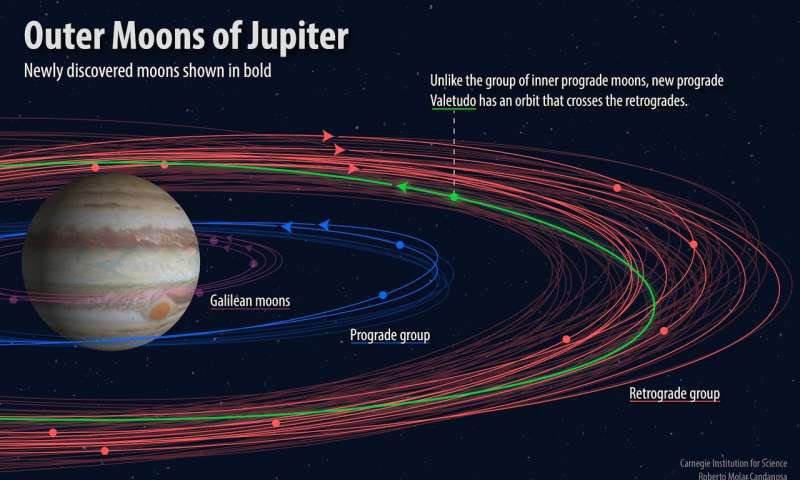 Outer Moons of Jupiter
Newly discovered moons shown in bold
Unlike the group of inner prograde moons, new prograde
Valetudo has an orbit that crosses the retrogrades.
Galilean moons
Prograde group
Retrograde group
Carnegie Institution for Science
Roberto Molar Candanosa